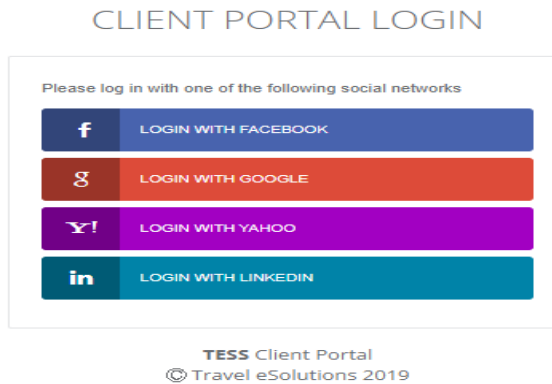 CLIENT PORTAL LOGIN
Please log in with one of the following social networks
f LOGIN WITH FACEBOOK
g LOGIN WITH GOOGLE
Y! LOGIN WITH YAHOO
in LOGIN WITH LINKEDIN
TESS Client Portal
© Travel eSolutions 2019